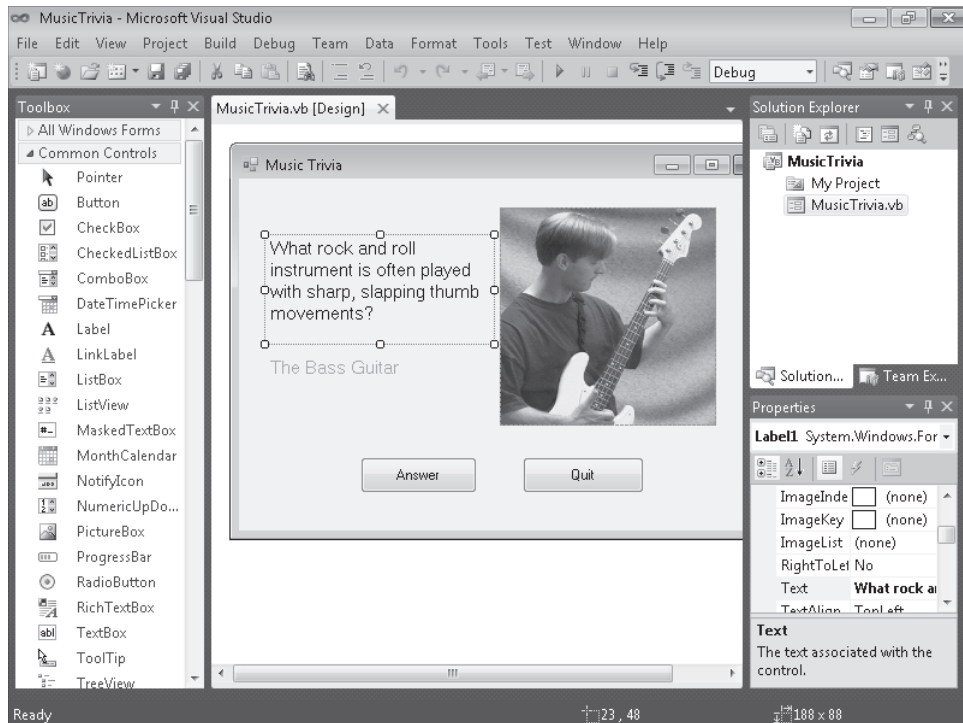 MusicTrivia - Microsoft Visual Studio
File Edit View Project Build Debug Team Data Format Tools Test Window Help
Debug
Toolbox
All Windows Forms
Common Controls
Pointer
Button
CheckBox
CheckedListBox
ComboBox
DateTimePicker
Label
LinkLabel
ListBox
ListView
MaskedTextBox
MonthCalendar
NotifyIcon
NumericUpDo...
PictureBox
ProgressBar
RadioButton
RichTextBox
TextBox
ToolTip
TreeView
MusicTrivia.vb [Design]
Music Trivia
What rock and roll
instrument is often played
with sharp, slapping thumb
movements?
The Bass Guitar
Answer
Quit
Solution Explorer
MusicTrivia
My Project
MusicTrivia.vb
Solution... Team Ex...
Properties
Label1 System.Windows.For
ImageInde (none)
ImageKey (none)
ImageList (none)
RightToLef No
Text What rock an
TextAlign TopLeft
Text
The text associated with the
control.
Ready
23 , 48
188 x 88